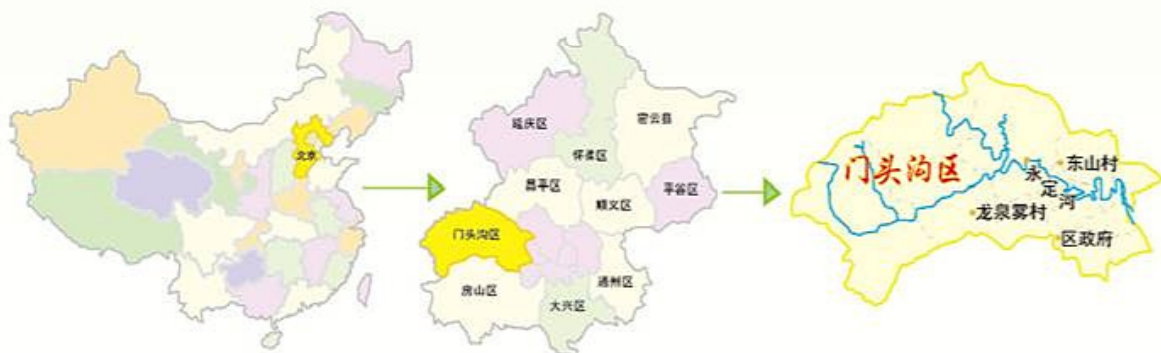 北京
延庆区
密云县
怀柔区
昌平区
顺义区
平谷区
门头沟区
房山区
大兴区
通州区
门头沟区
永定河
东山村
龙泉雾村
区政府